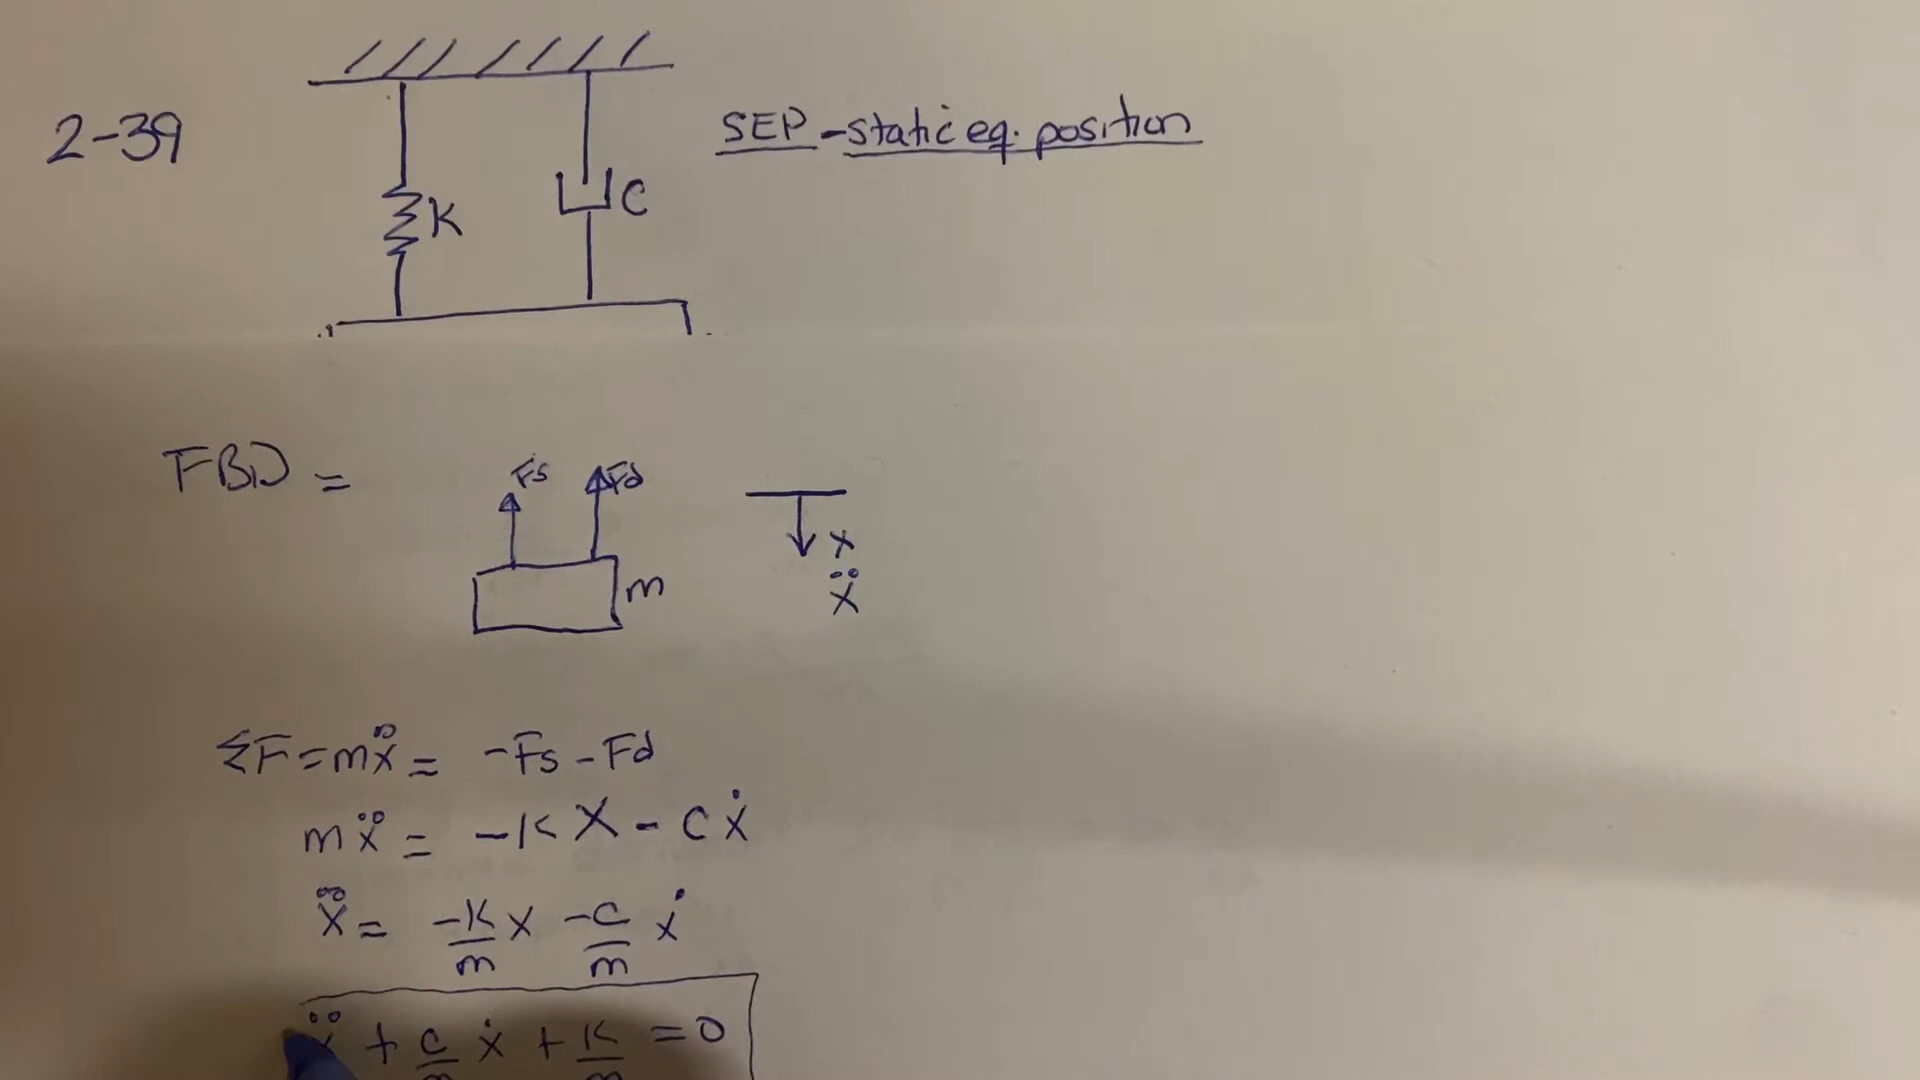 2-39
SEP - static eq. position
K
C
FBD =
Fs
Fd
m
x
ẍ
ΣF = mẍ = -Fs - Fd
mẍ = -Kx - cẋ
ẍ = -K/m x -c/m ẋ
ẍ + c/m ẋ + K/m = 0